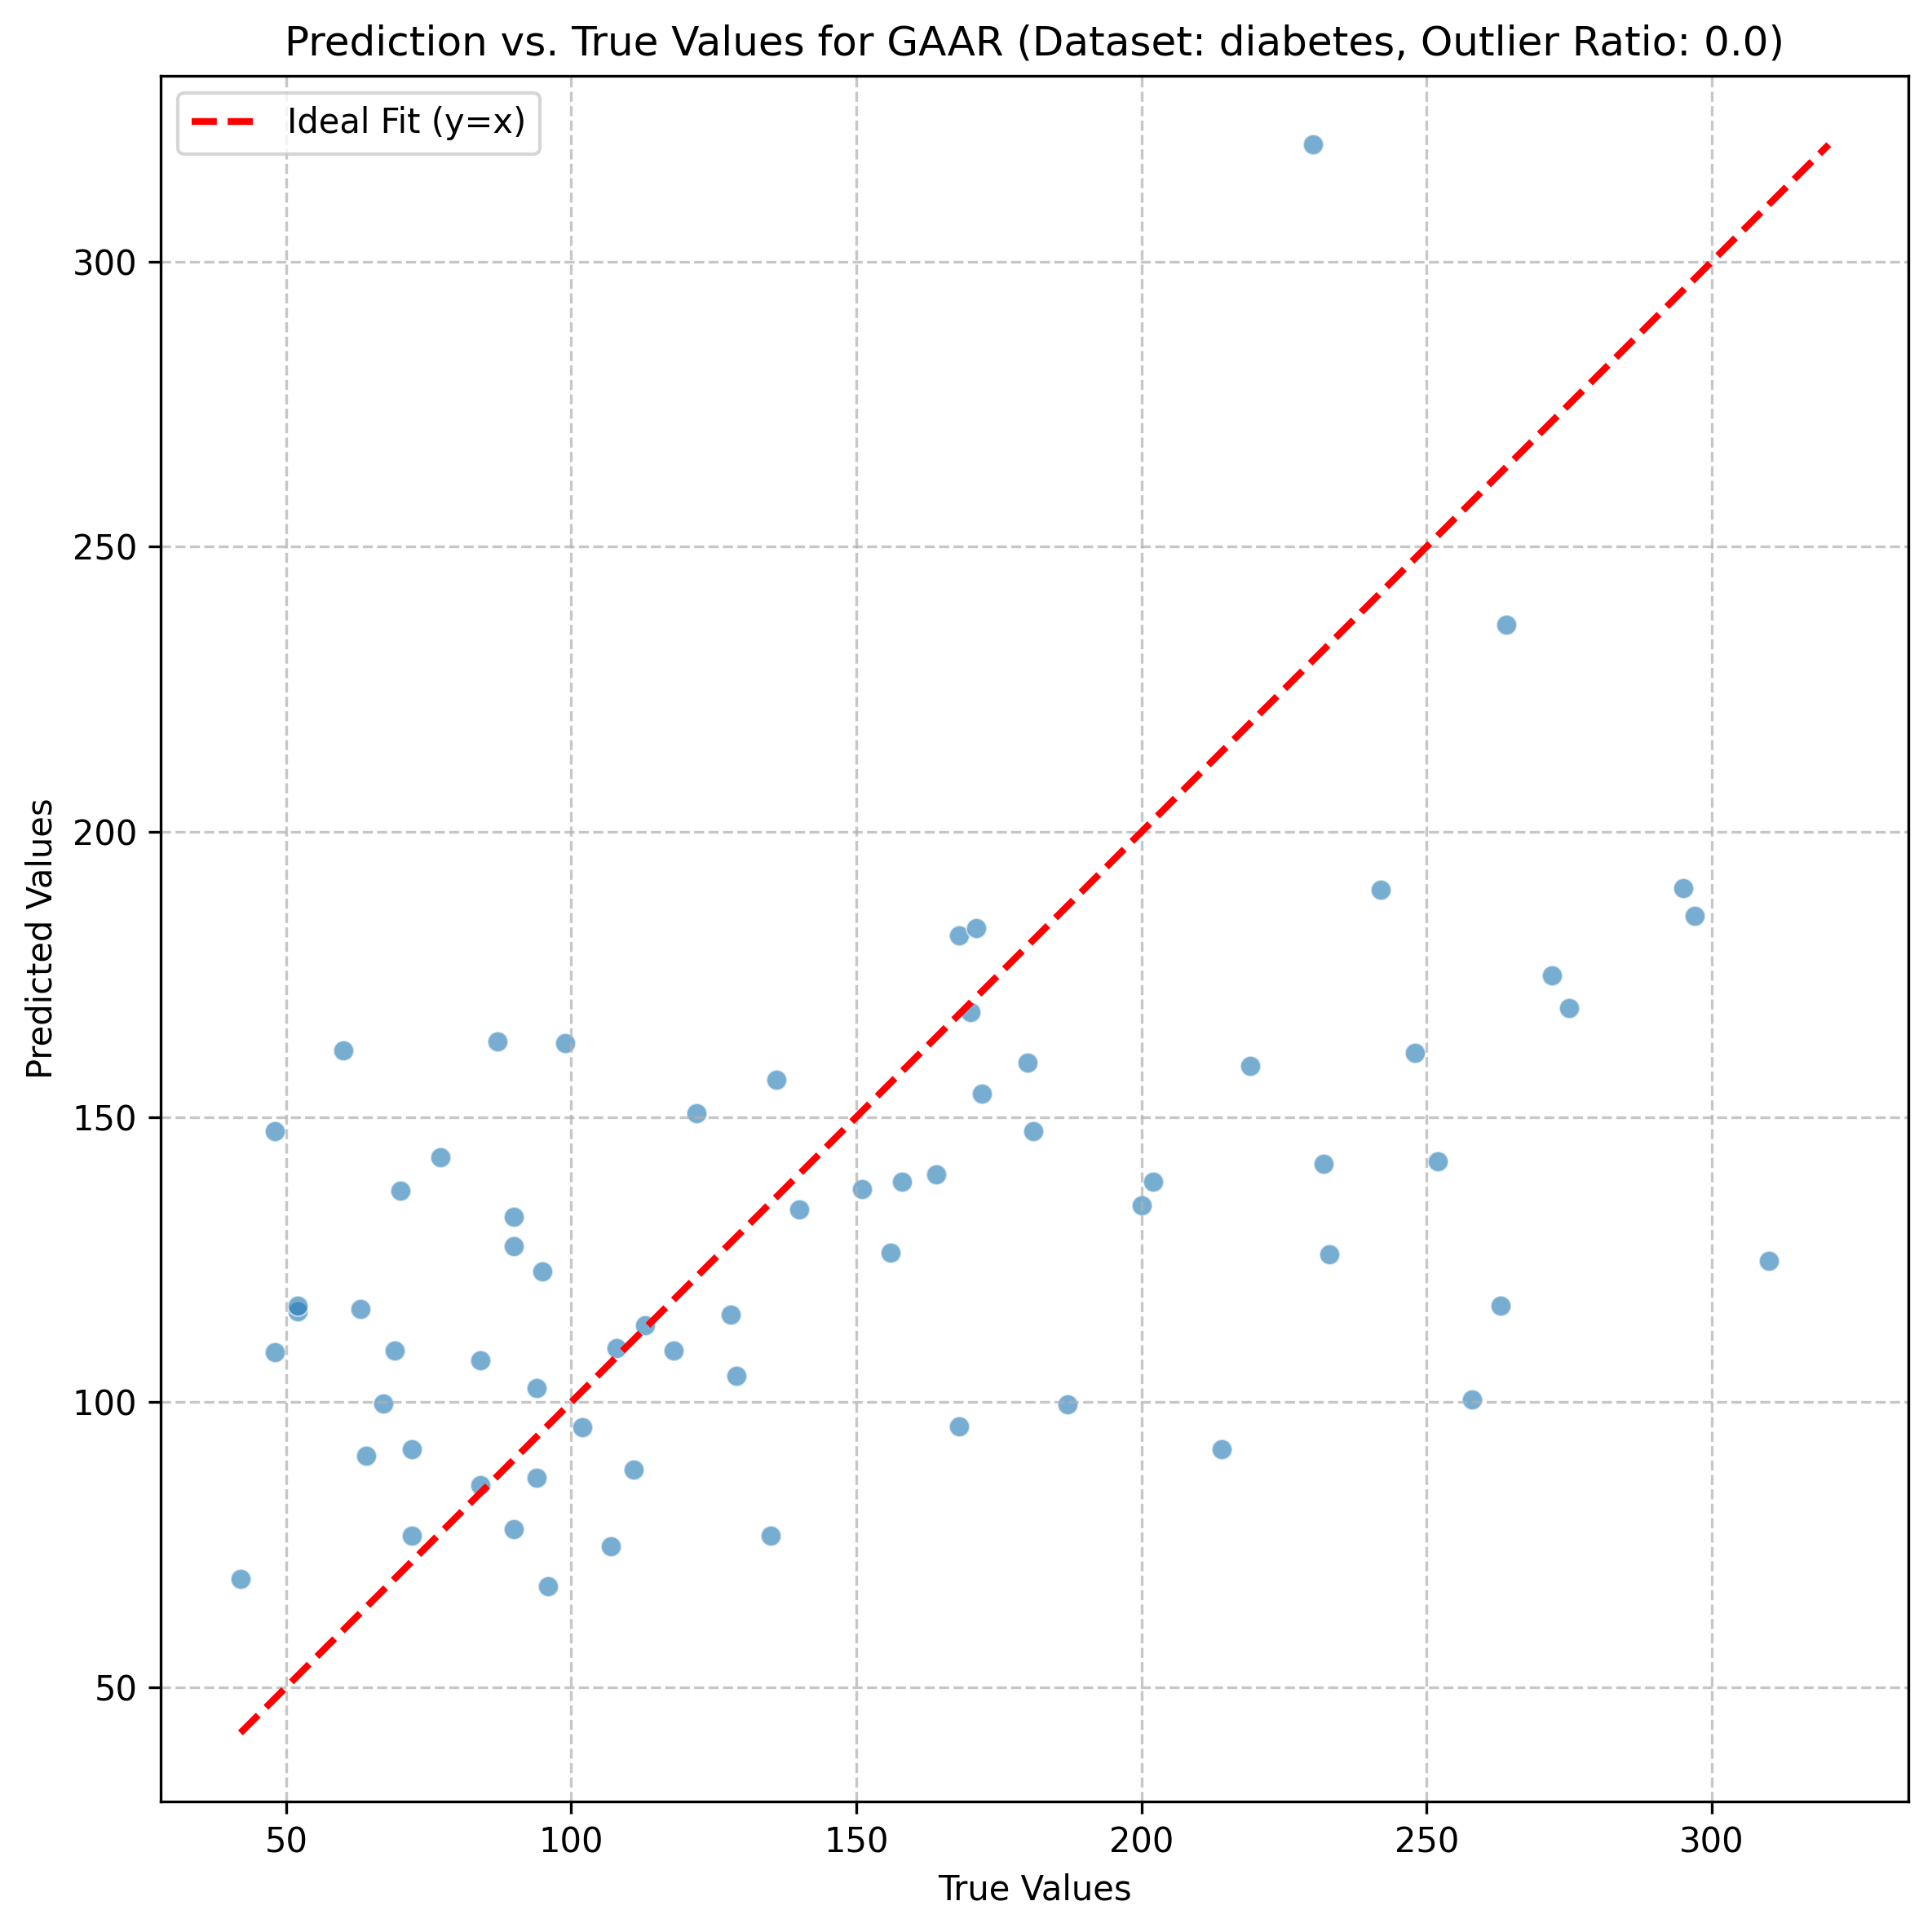 Prediction vs. True Values for GAAR (Dataset: diabetes, Outlier Ratio: 0.0)
Ideal Fit (y=x)
300
250
200
150
100
50
Predicted Values
50 100 150 200 250 300
True Values